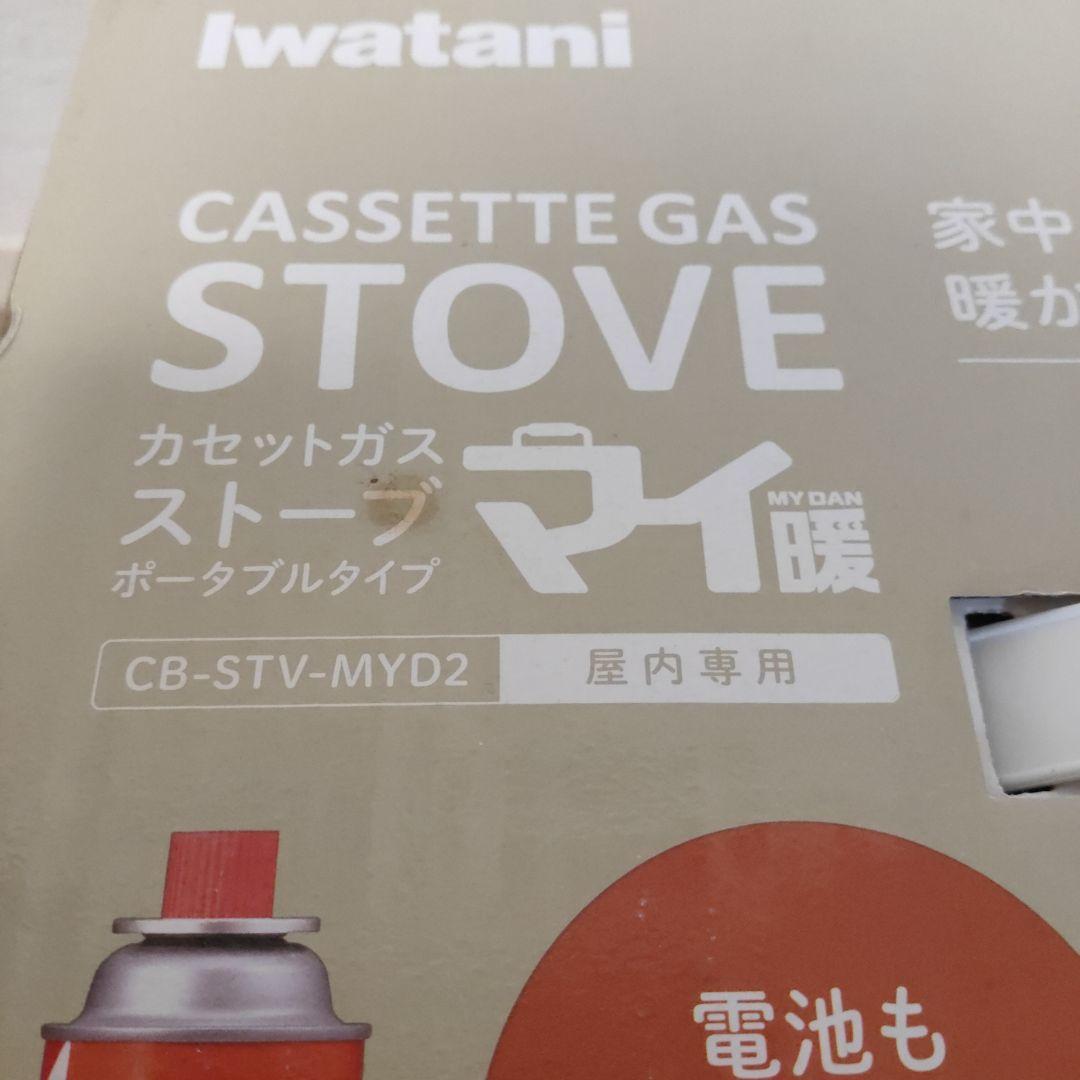 Iwatani
CASSETTE GAS
STOVE
カセットガス
ストーブ
ポータブルタイプ
マイ暖
MY DAN
CB-STV-MYD2
屋内専用
家中
暖か
電池も